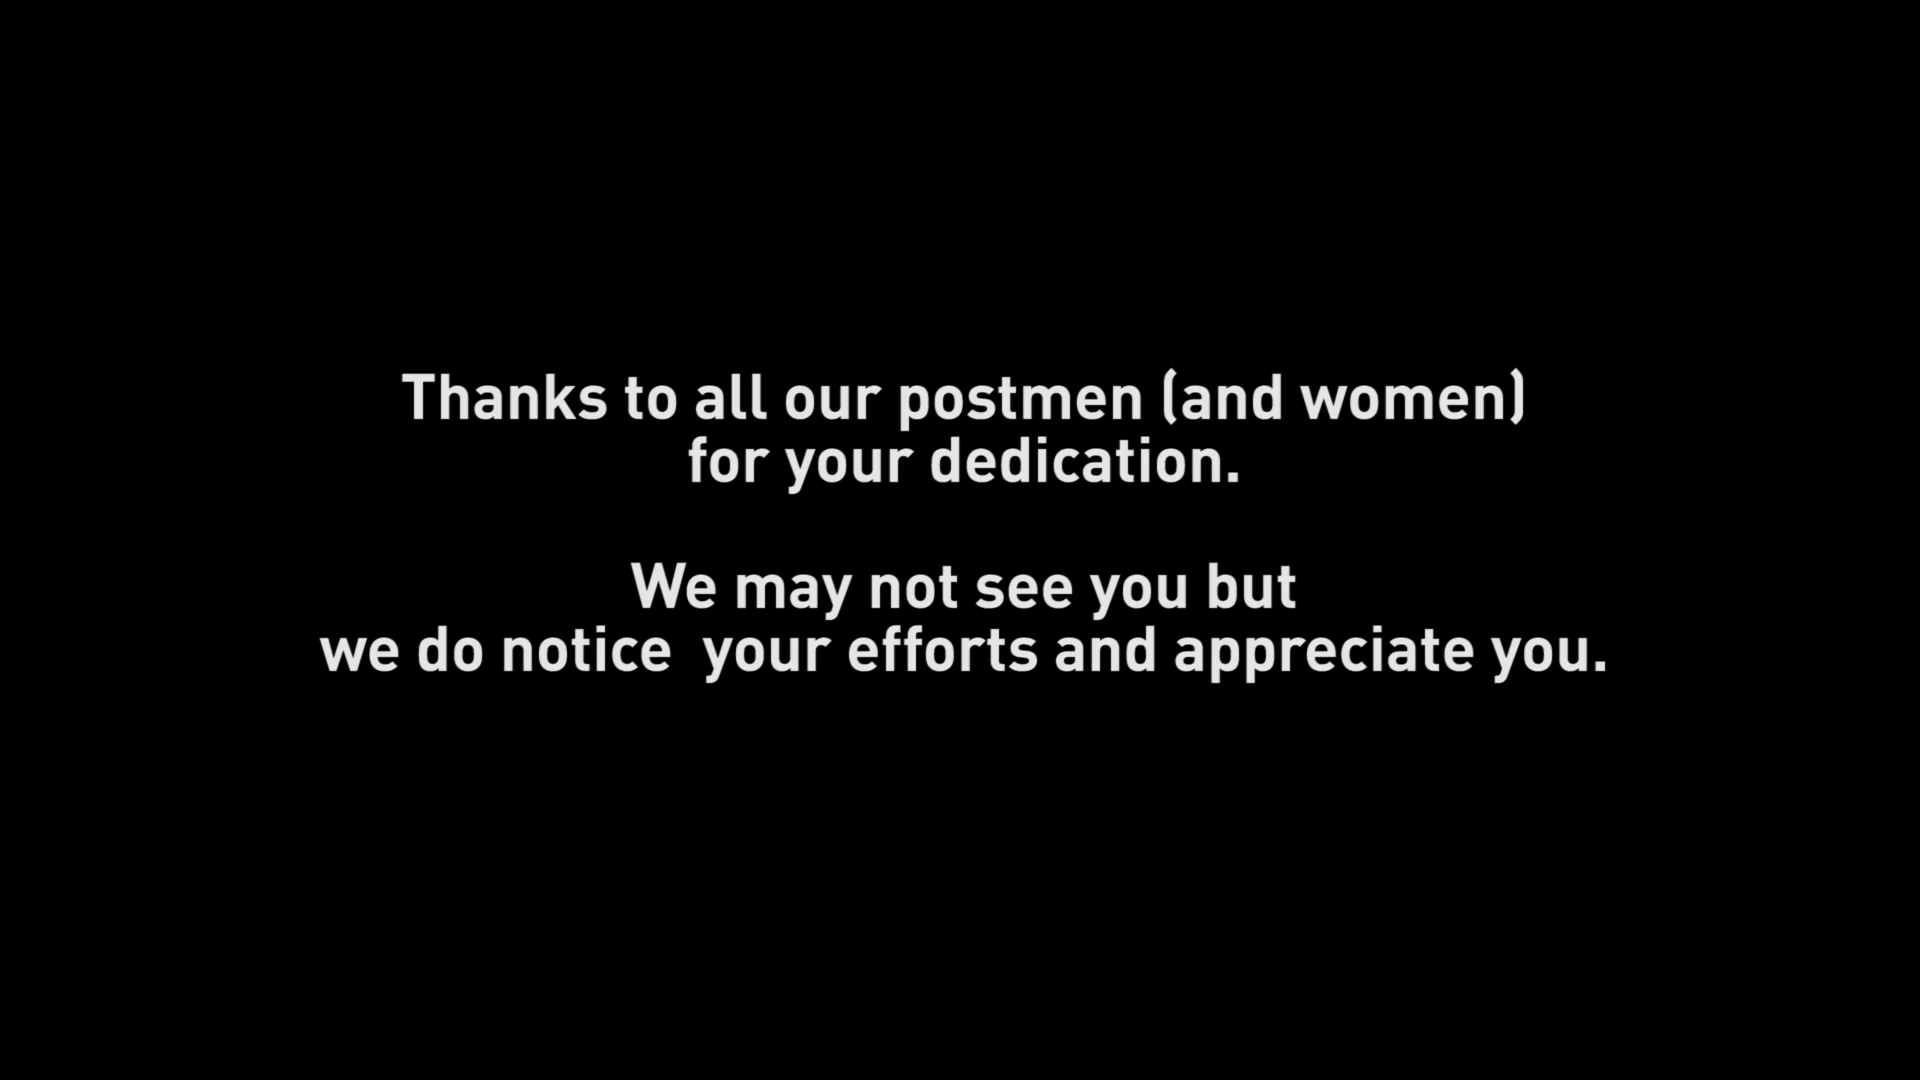 Thanks to all our postmen (and women)
for your dedication.
We may not see you but
we do notice  your efforts and appreciate you.